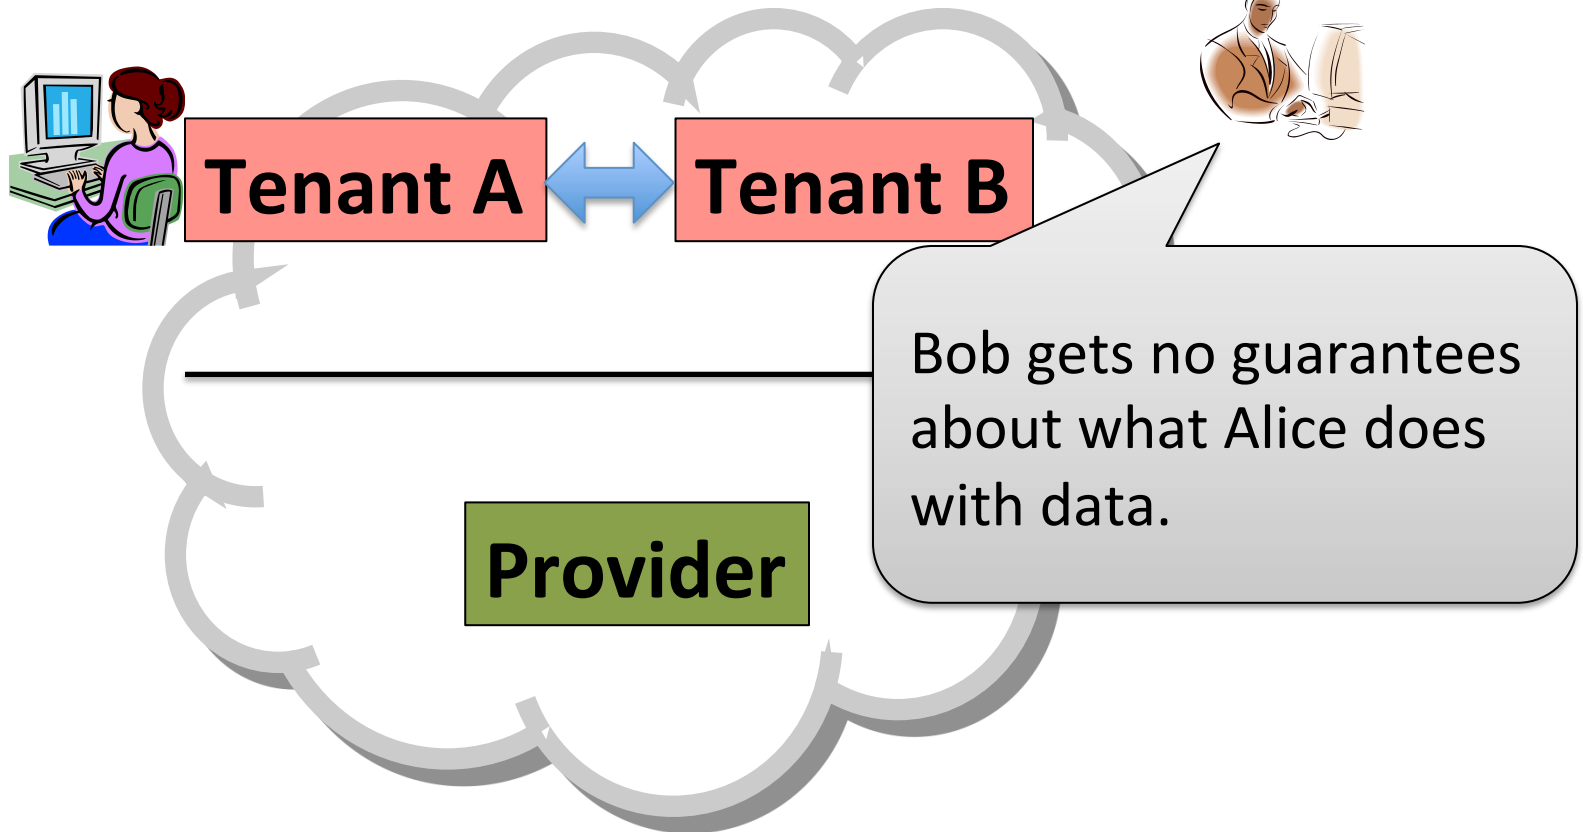 Tenant A
Tenant B
Bob gets no guarantees
about what Alice does
with data.
Provider